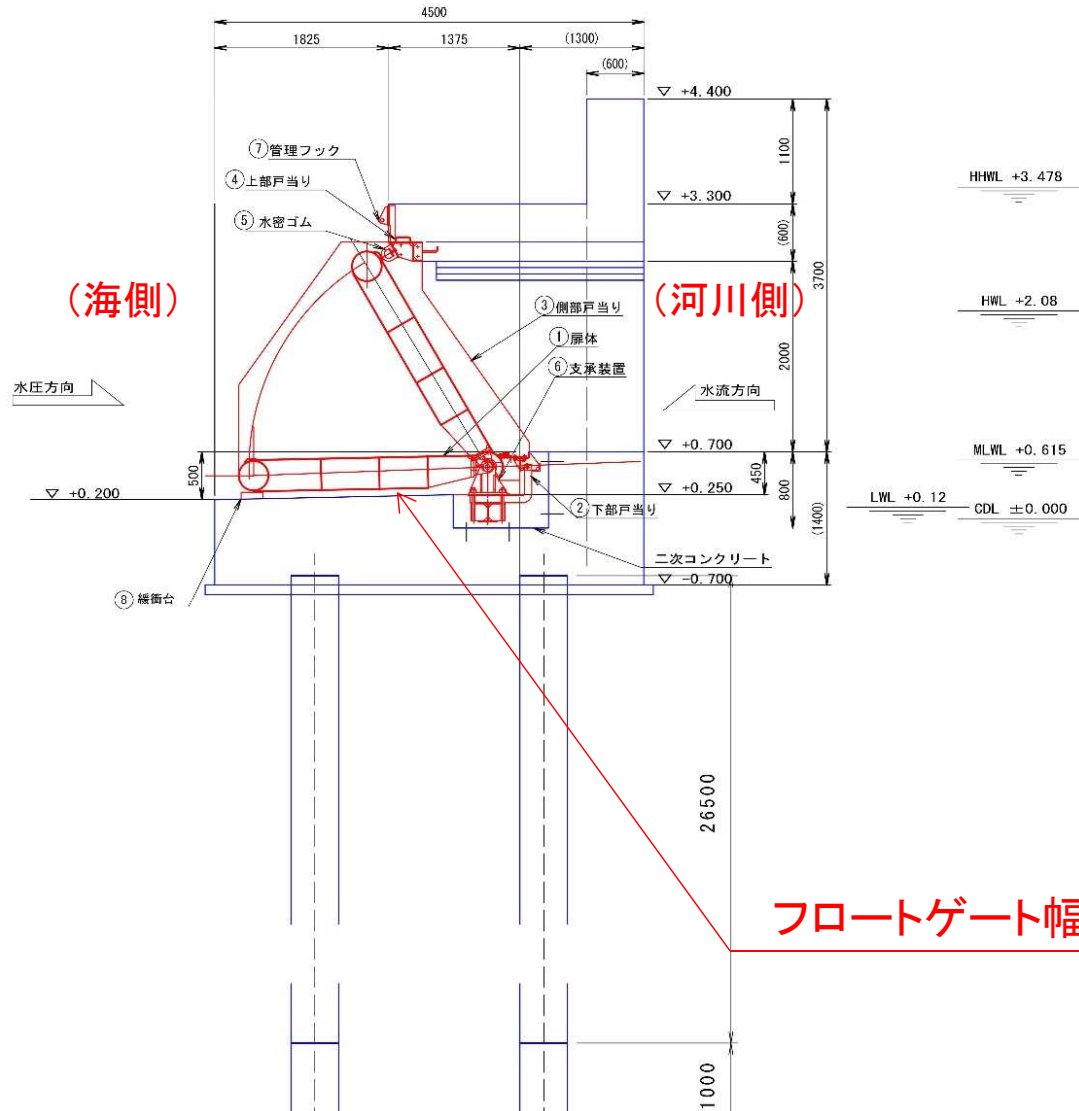 4500
1825
1375
(1300)
(600)
▽ +4.400
⑦管理フック
1100
④上部戸当り
HHWL +3.478
▽ +3.300
⑤ 水密ゴム
(600)
3700
(海側)
(河川側)
③側部戸当り
HWL +2.08
①扉体
2000
⑥支承装置
水圧方向
水流方向
▽ +0.700
MLWL +0.615
500
450
800
▽ +0.200
▽ +0.250
LWL +0.12
CDL ±0.000
②下部戸当り
(1400)
二次コンクリート
▽ -0.700
⑧緩衝台
26500
フロートゲート幅
1000